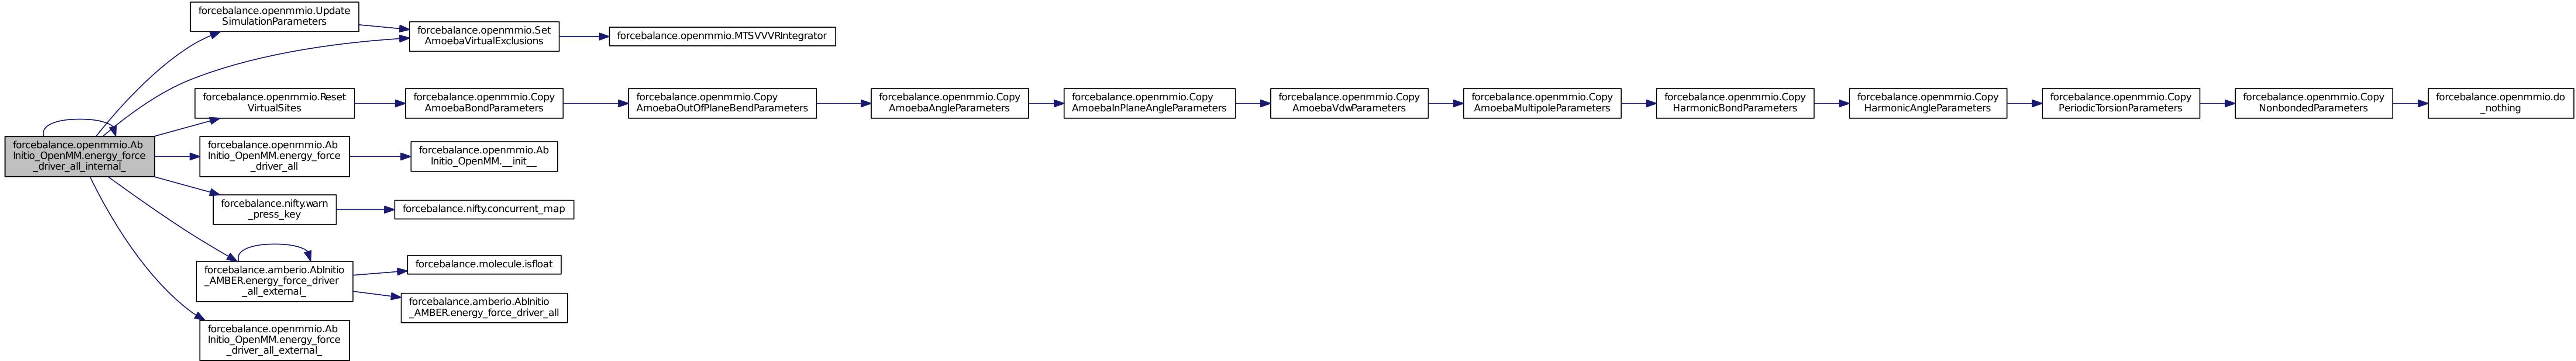 forcebalance.openmmio.Update
SimulationParameters
forcebalance.openmmio.Set
AmoebaVirtualExclusions
forcebalance.openmmio.MTSVVVRIntegrator
forcebalance.openmmio.Reset
VirtualSites
forcebalance.openmmio.Copy
AmoebaBondParameters
forcebalance.openmmio.Copy
AmoebaOutOfPlaneBendParameters
forcebalance.openmmio.Copy
AmoebaAngleParameters
forcebalance.openmmio.Copy
AmoebaInPlaneAngleParameters
forcebalance.openmmio.Copy
AmoebaVdwParameters
forcebalance.openmmio.Copy
AmoebaMultipoleParameters
forcebalance.openmmio.Copy
HarmonicBondParameters
forcebalance.openmmio.Copy
HarmonicAngleParameters
forcebalance.openmmio.Copy
PeriodicTorsionParameters
forcebalance.openmmio.Copy
NonbondedParameters
forcebalance.openmmio.do
_nothing
forcebalance.openmmio.Ab
Initio_OpenMM.energy_force
_driver_all_internal_
forcebalance.openmmio.Ab
Initio_OpenMM.energy_force
_driver_all
forcebalance.openmmio.Ab
Initio_OpenMM.__init__
forcebalance.nifty.warn
_press_key
forcebalance.nifty.concurrent_map
forcebalance.amberio.AbInitio
_AMBER.energy_force_driver
_all_external_
forcebalance.molecule.isfloat
forcebalance.amberio.AbInitio
_AMBER.energy_force_driver_all
forcebalance.openmmio.Ab
Initio_OpenMM.energy_force
_driver_all_external_